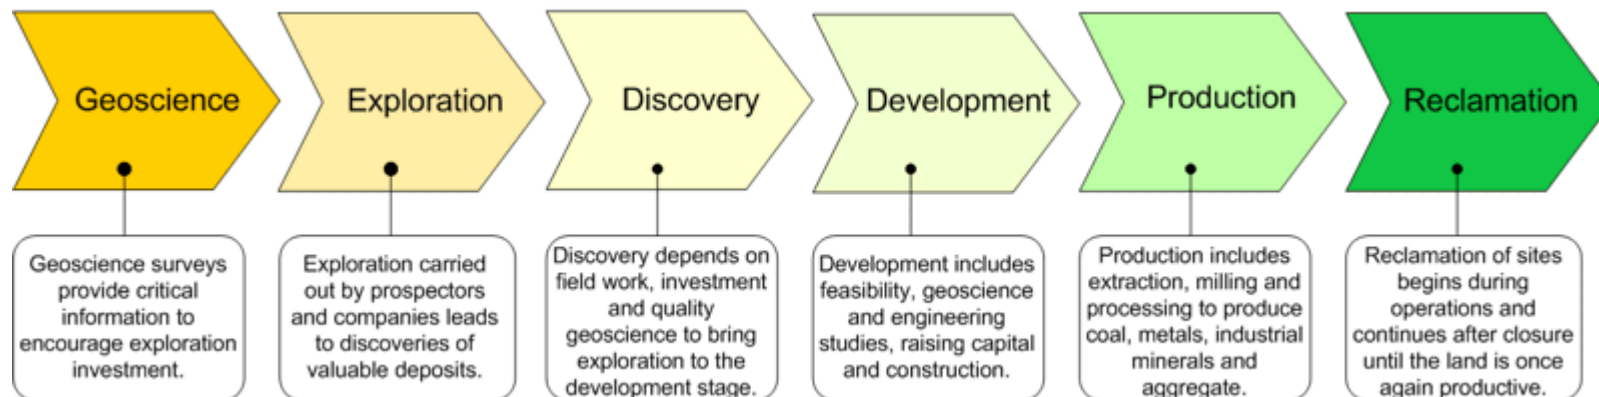 Geoscience
Exploration
Discovery
Development
Production
Reclamation
Geoscience surveys
provide critical
information to
encourage exploration
investment.
Exploration carried
out by prospectors
and companies leads
to discoveries of
valuable deposits.
Discovery depends on
field work, investment
and quality
geoscience to bring
exploration to the
development stage.
Development includes
feasibility, geoscience
and engineering
studies, raising capital
and construction.
Production includes
extraction, milling and
processing to produce
coal, metals, industrial
minerals and
aggregate.
Reclamation of sites
begins during
operations and
continues after closure
until the land is once
again productive.